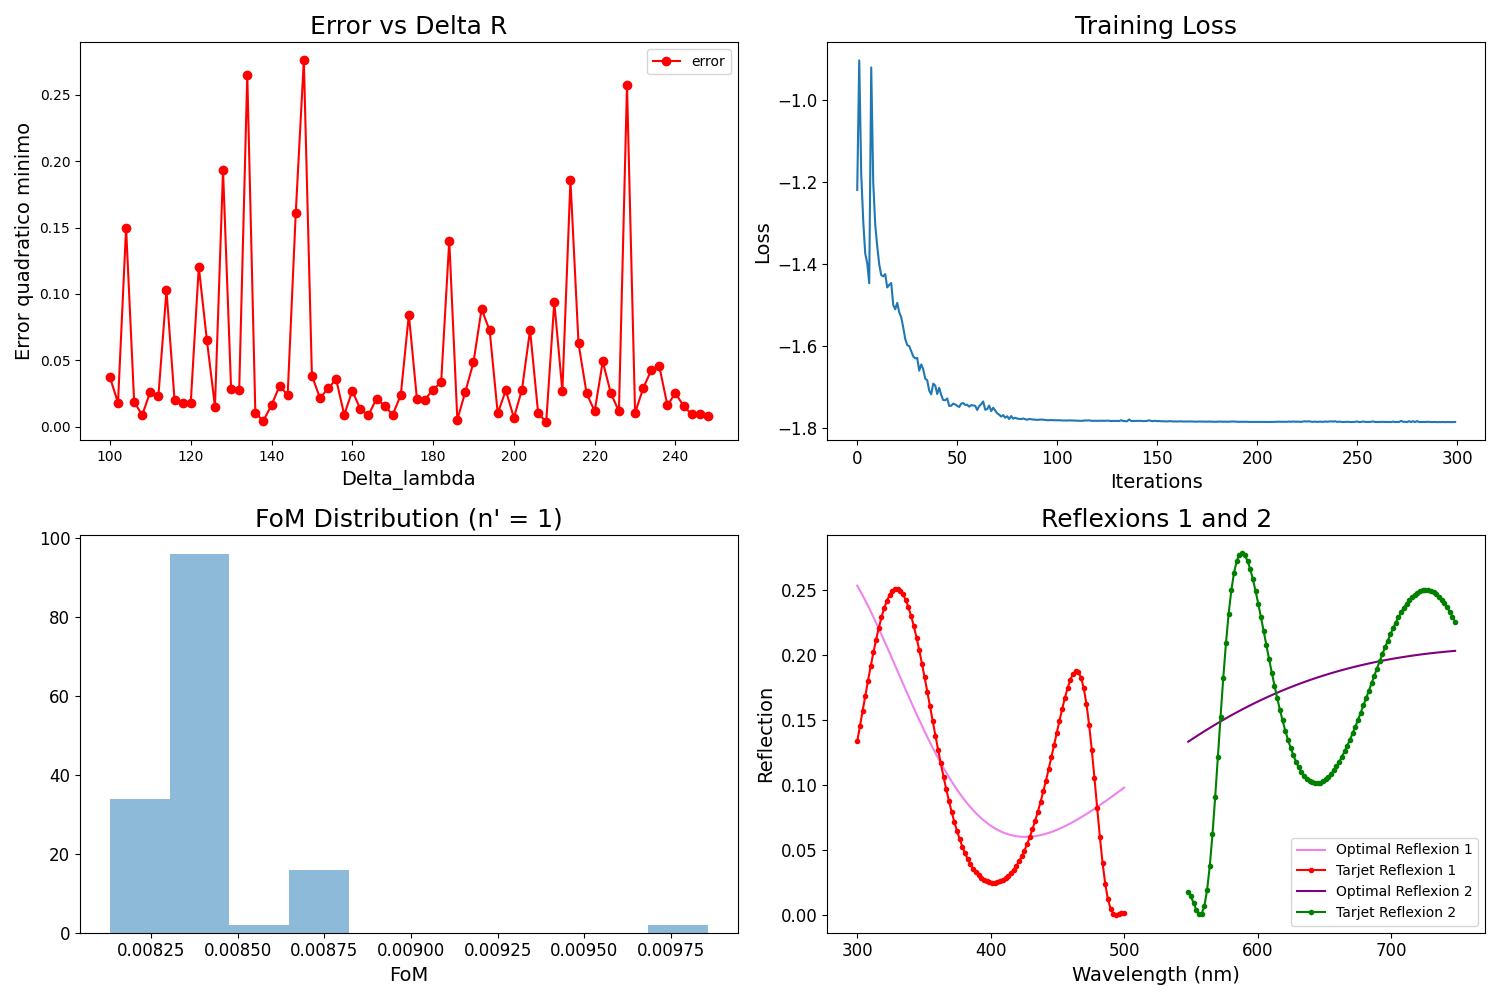 Error vs Delta R
error
Error quadratico minimo
0.25
0.20
0.15
0.10
0.05
0.00
100 120 140 160 180 200 220 240
Delta_lambda
Training Loss
Loss
−1.0
−1.2
−1.4
−1.6
−1.8
0 50 100 150 200 250 300
Iterations
FoM Distribution (n' = 1)
100
80
60
40
20
0
0.00825 0.00850 0.00875 0.00900 0.00925 0.00950 0.00975
FoM
Reflexions 1 and 2
Reflection
0.25
0.20
0.15
0.10
0.05
0.00
Optimal Reflexion 1
Tarjet Reflexion 1
Optimal Reflexion 2
Tarjet Reflexion 2
300 400 500 600 700
Wavelength (nm)